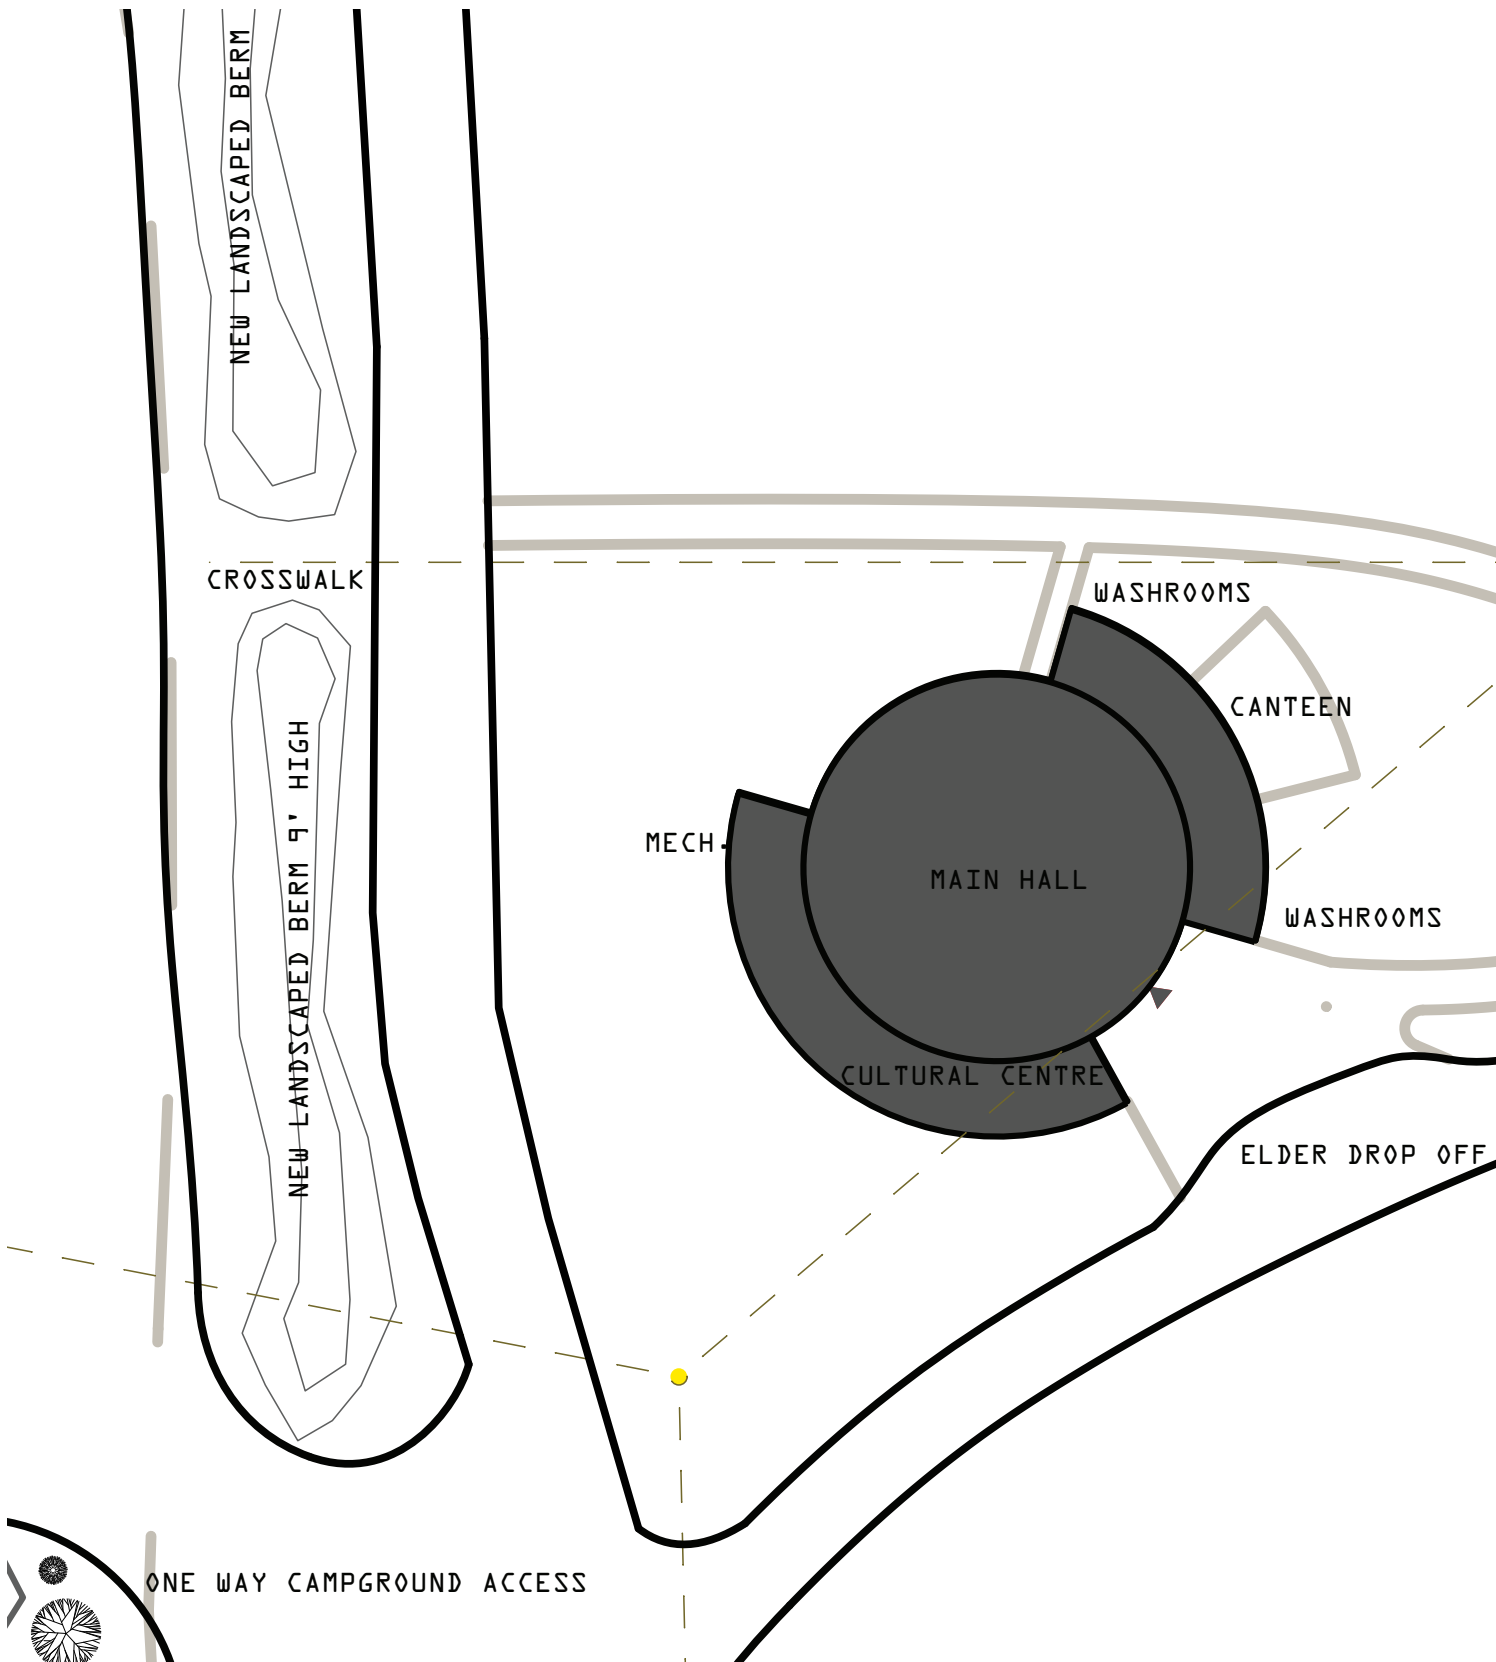 NEW LANDSCAPED BERM
CROSSWALK
WASHROOMS
CANTEEN
NEW LANDSCAPED BERM 9' HIGH
MECH.
MAIN HALL
WASHROOMS
CULTURAL CENTRE
ELDER DROP OFF
ONE WAY CAMPGROUND ACCESS